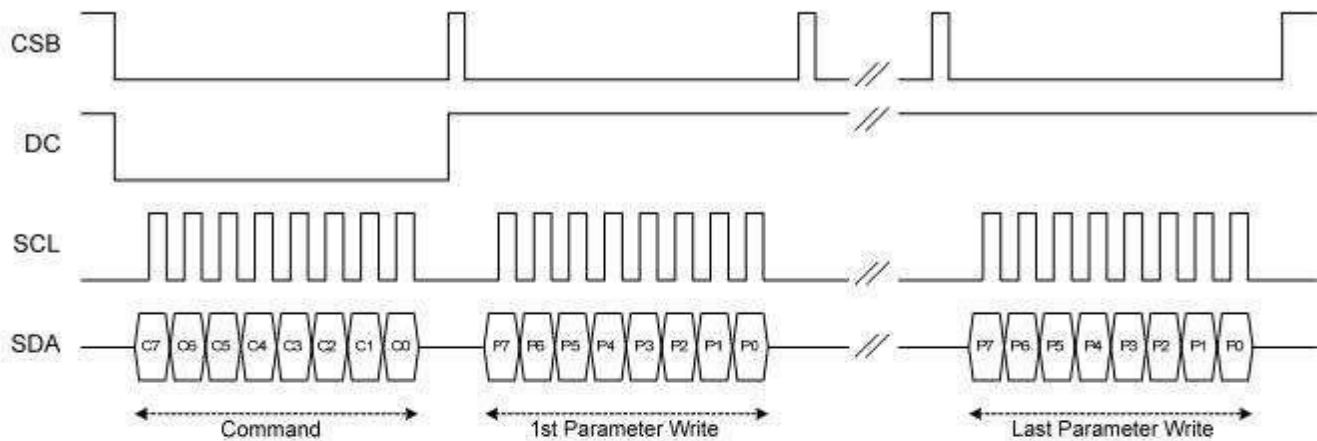 CSB
DC
SCL
SDA
C7 C6 C5 C4 C3 C2 C1 C0 P7 P6 P5 P4 P3 P2 P1 P0 P7 P6 P5 P4 P3 P2 P1 P0
Command 1st Parameter Write Last Parameter Write